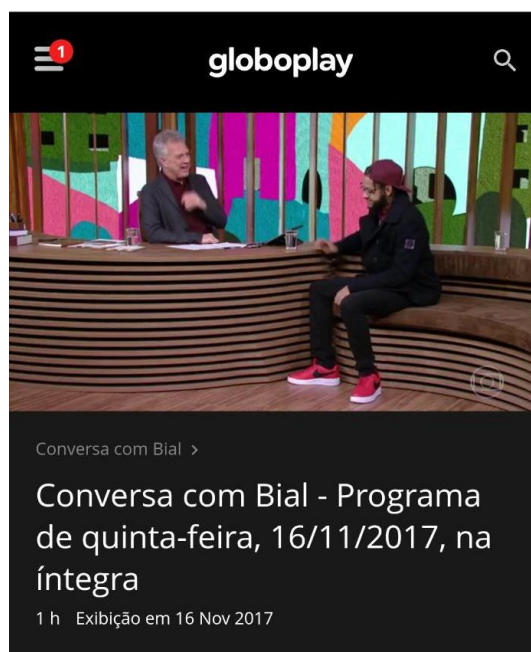 1
globoplay
Conversa com Bial >
Conversa com Bial - Programa
de quinta-feira, 16/11/2017, na
íntegra
1 h Exibição em 16 Nov 2017